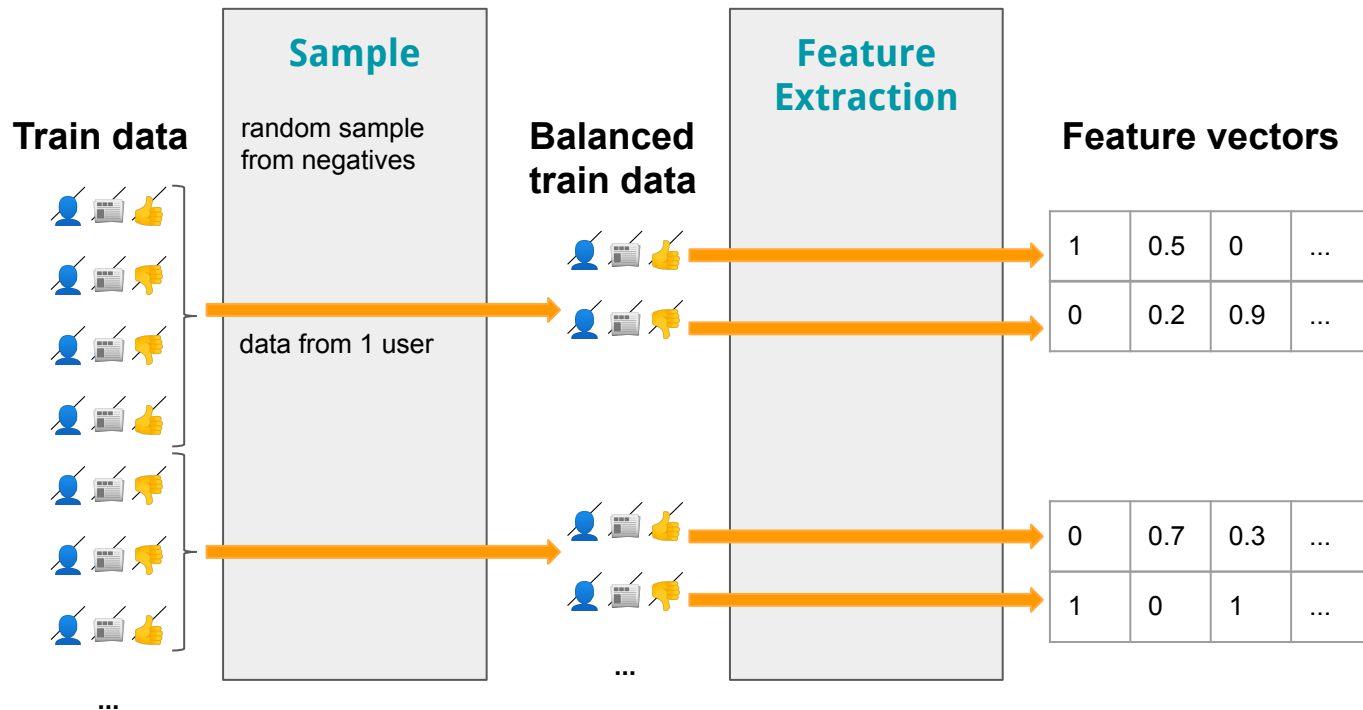 Sample
random sample
from negatives
data from 1 user
Feature
Extraction
Train data
...
Balanced
train data
...
Feature vectors
1 0.5 0 ...
0 0.2 0.9 ...
0 0.7 0.3 ...
1 0 1 ...